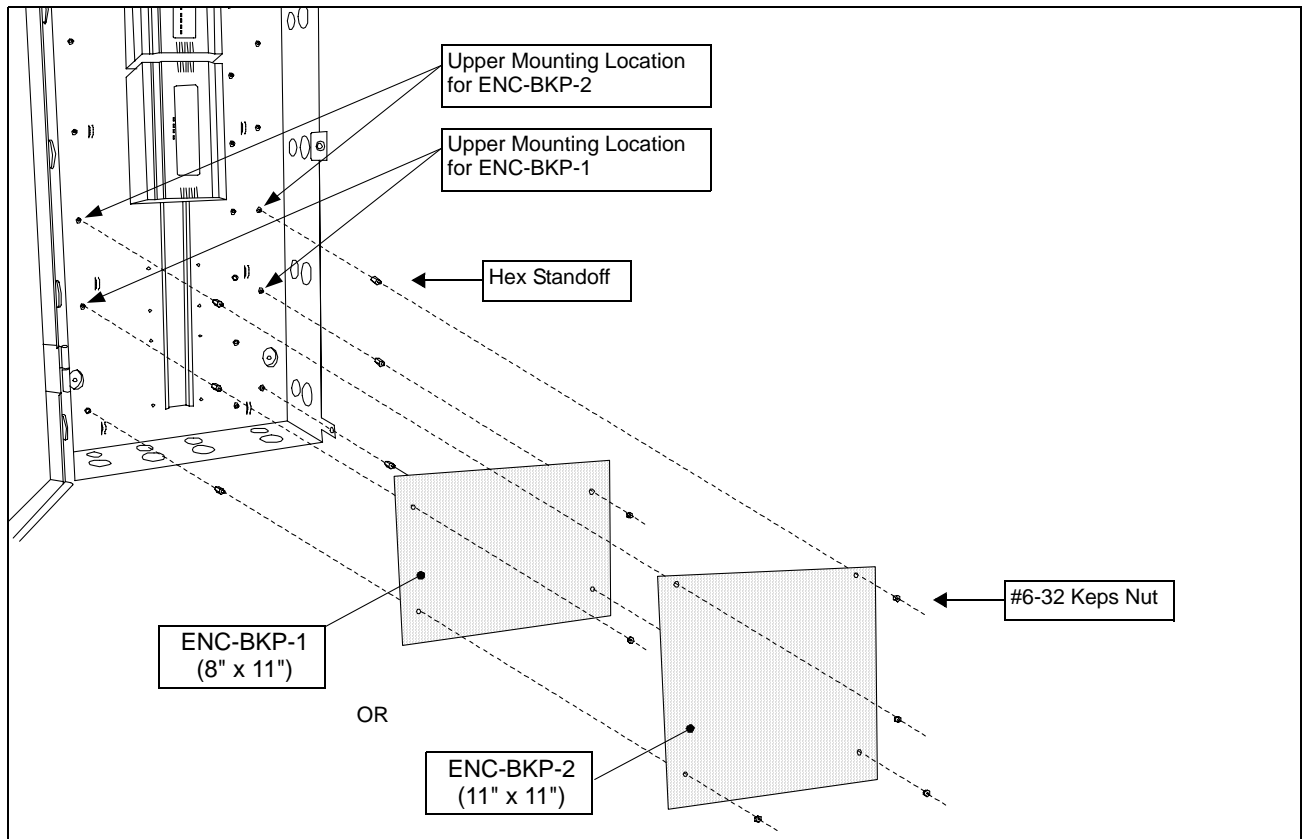 Upper Mounting Location
for ENC-BKP-2
Upper Mounting Location
for ENC-BKP-1
Hex Standoff
#6-32 Keps Nut
ENC-BKP-1
(8" x 11")
OR
ENC-BKP-2
(11" x 11")